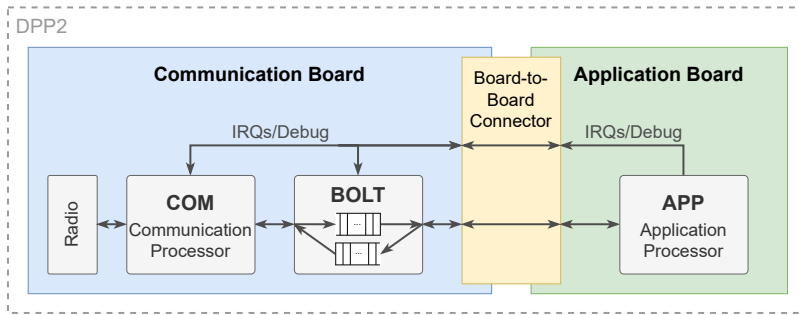 DPP2
Communication Board
Board-to-
Board
Connector
Application Board
IRQs/Debug
IRQs/Debug
Radio
COM
Communication
Processor
BOLT
...
...
APP
Application
Processor